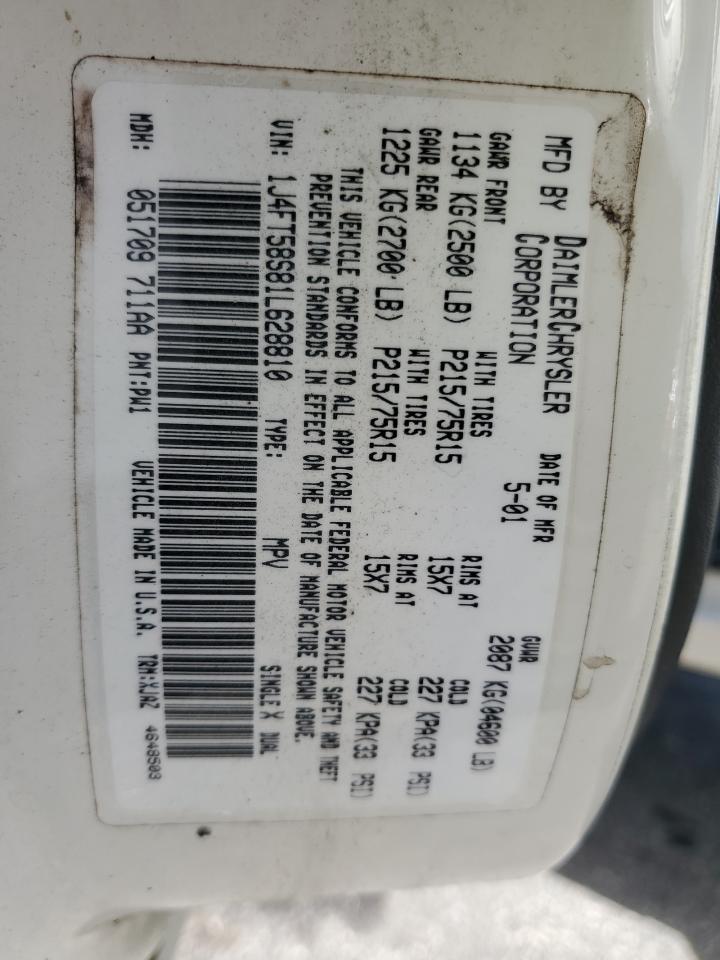 MFD BY DAIMLERCHRYSLER CORPORATION DATE OF MFR 5-01 GVWR 2087 KG(04600 LB)
GAWR FRONT WITH TIRES RIMS AT COLD
1134 KG(2500 LB) P215/75R15 15X7 227 KPA(33 PSI)
GAWR REAR WITH TIRES RIMS AT COLD
1225 KG(2700 LB) P215/75R15 15X7 227 KPA(33 PSI)
THIS VEHICLE CONFORMS TO ALL APPLICABLE FEDERAL MOTOR VEHICLE SAFETY AND THEFT
PREVENTION STANDARDS IN EFFECT ON THE DATE OF MANUFACTURE SHOWN ABOVE.
VIN: 1J4FT58S81L628810 TYPE: MPV SINGLE X DUAL
MDH: 051709 711AA PNT:PW1 VEHICLE MADE IN U.S.A. TRM:XJAZ 4648503